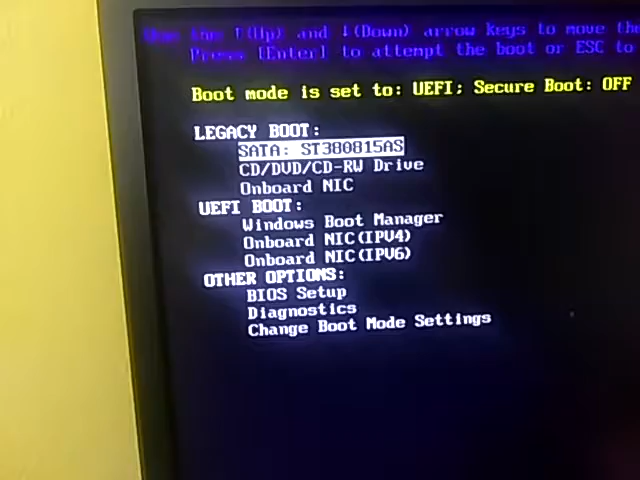 Use the ↑(Up) and ↓(Down) arrow keys to move the
Press [Enter] to attempt the boot or ESC to
Boot mode is set to: UEFI; Secure Boot: OFF
LEGACY BOOT:
SATA: ST380815AS
CD/DVD/CD-RW Drive
Onboard NIC
UEFI BOOT:
Windows Boot Manager
Onboard NIC(IPV4)
Onboard NIC(IPV6)
OTHER OPTIONS:
BIOS Setup
Diagnostics
Change Boot Mode Settings